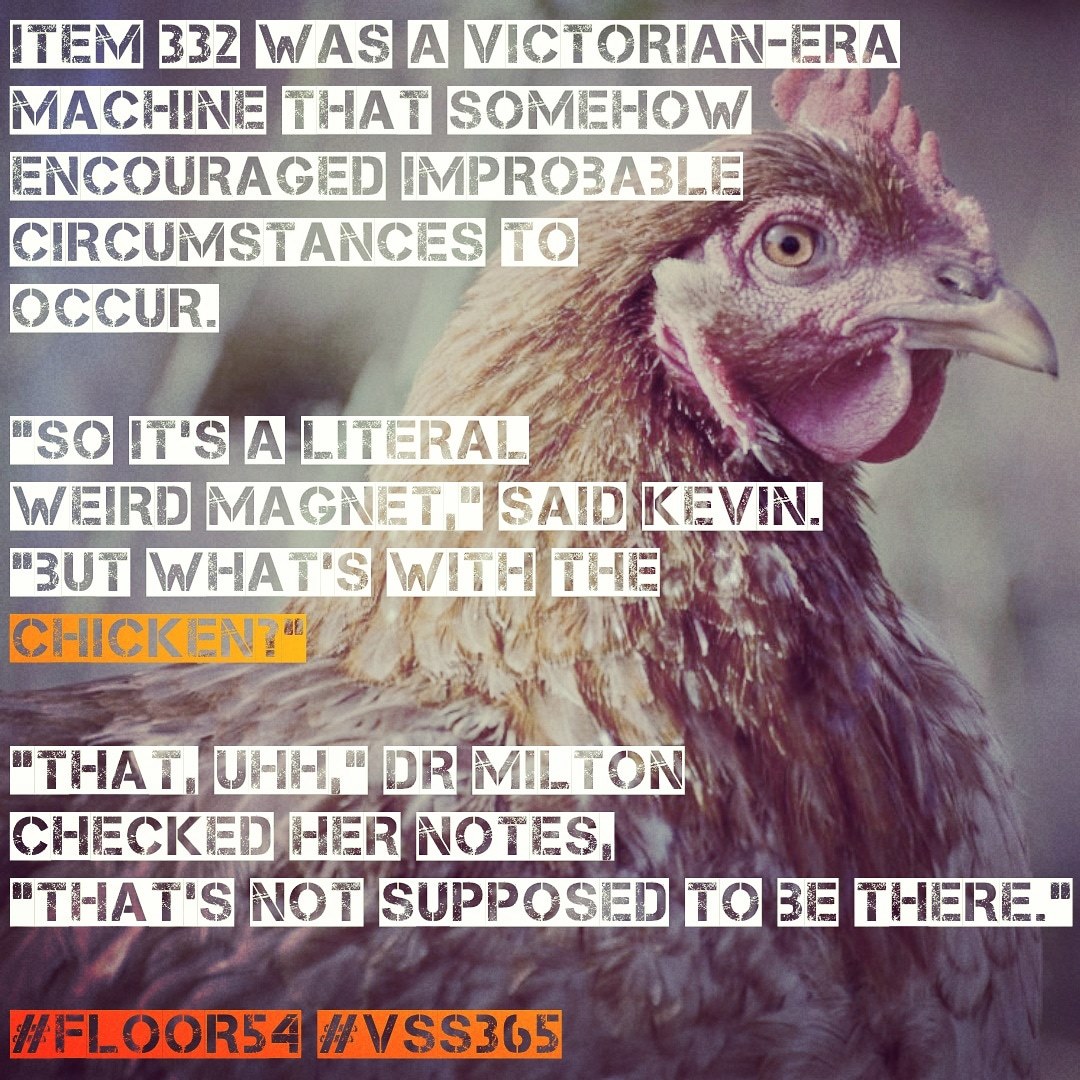 ITEM 332 WAS A VICTORIAN-ERA
MACHINE THAT SOMEHOW
ENCOURAGED IMPROBABLE
CIRCUMSTANCES TO
OCCUR.
"SO IT'S A LITERAL
WEIRD MAGNET," SAID KEVIN.
"BUT WHAT'S WITH THE
CHICKEN?"
"THAT, UHH," DR MILTON
CHECKED HER NOTES,
"THAT'S NOT SUPPOSED TO BE THERE."
#FLOOR54 #VSS365